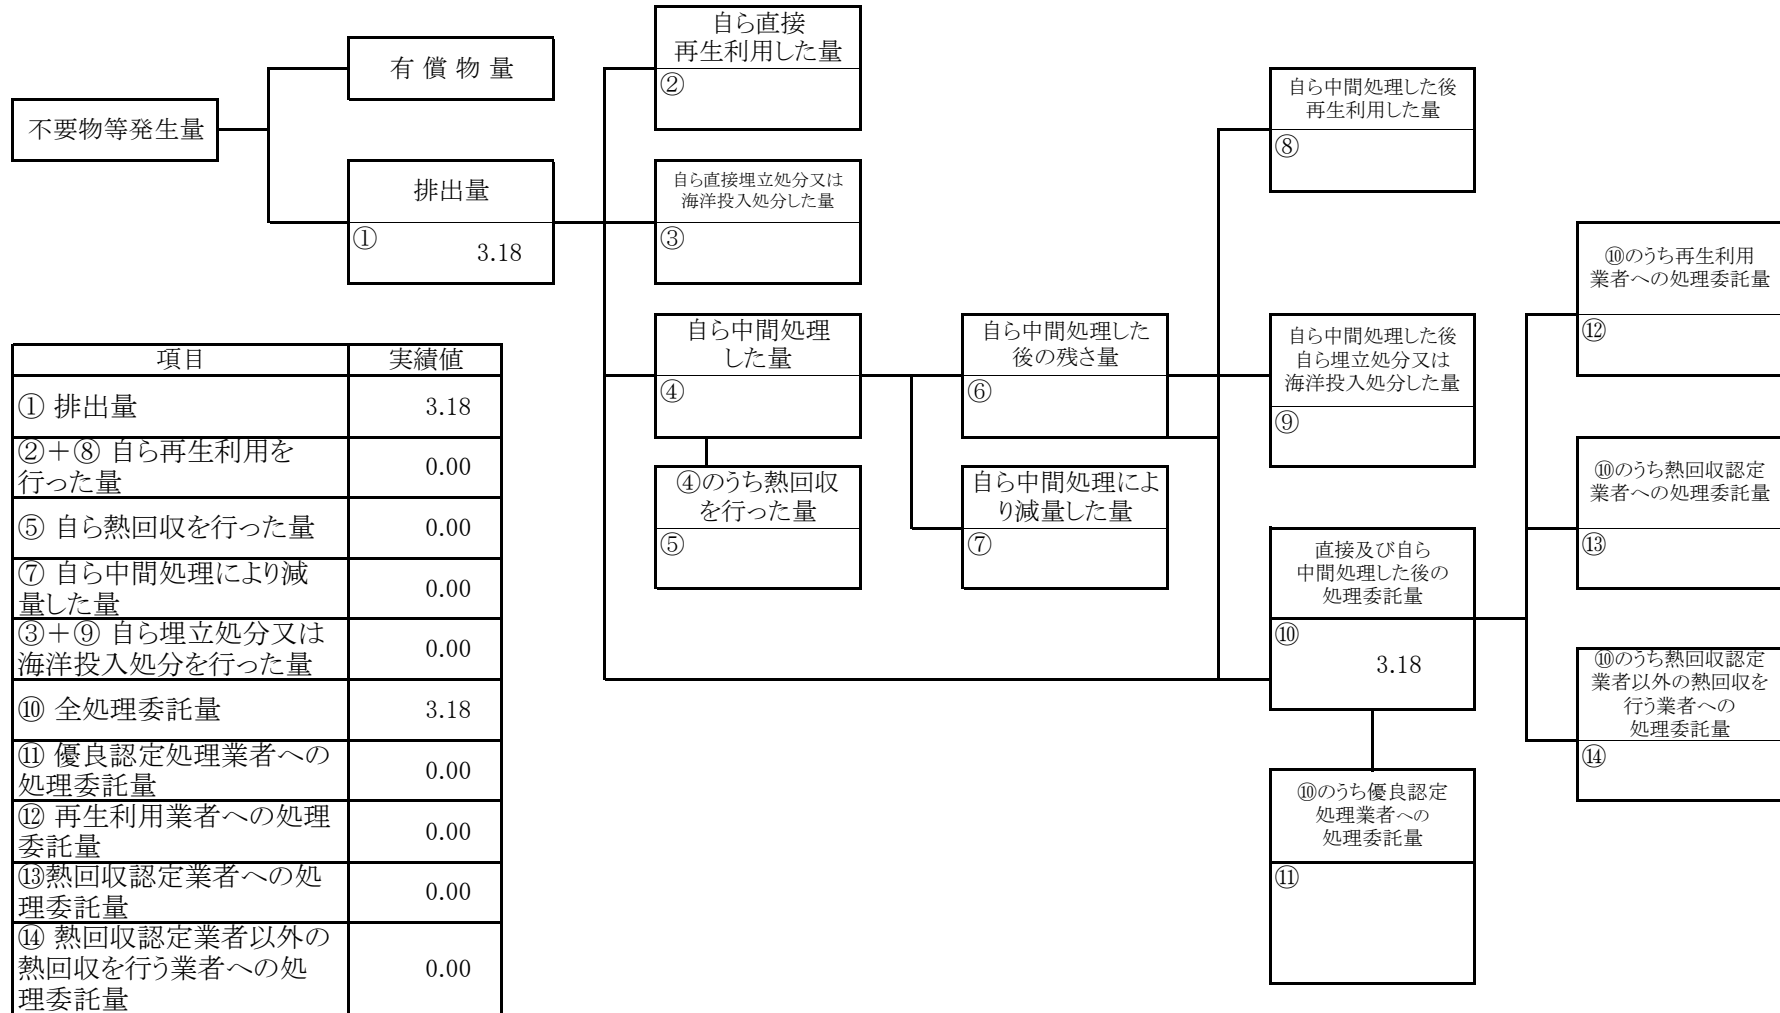 自ら直接
再生利用した量
②
有 償 物 量
不要物等発生量
排出量
①
3.18
自ら直接埋立処分又は
海洋投入処分した量
③
自ら中間処理した後
再生利用した量
⑧
⑩のうち再生利用
業者への処理委託量
⑫
自ら中間処理
した量
④
自ら中間処理した
後の残さ量
⑥
自ら中間処理した後
自ら埋立処分又は
海洋投入処分した量
⑨
④のうち熱回収
を行った量
⑤
自ら中間処理によ
り減量した量
⑦
⑩のうち熱回収認定
業者への処理委託量
⑬
直接及び自ら
中間処理した後の
処理委託量
⑩
3.18
⑩のうち熱回収認定
業者以外の熱回収を
行う業者への
処理委託量
⑭
⑩のうち優良認定
処理業者への
処理委託量
⑪
項目 実績値
① 排出量 3.18
②＋⑧ 自ら再生利用を
行った量 0.00
⑤ 自ら熱回収を行った量 0.00
⑦ 自ら中間処理により減
量した量 0.00
③＋⑨ 自ら埋立処分又は
海洋投入処分を行った量 0.00
⑩ 全処理委託量 3.18
⑪ 優良認定処理業者への
処理委託量 0.00
⑫ 再生利用業者への処理
委託量 0.00
⑬熱回収認定業者への処
理委託量 0.00
⑭ 熱回収認定業者以外の
熱回収を行う業者への処
理委託量 0.00